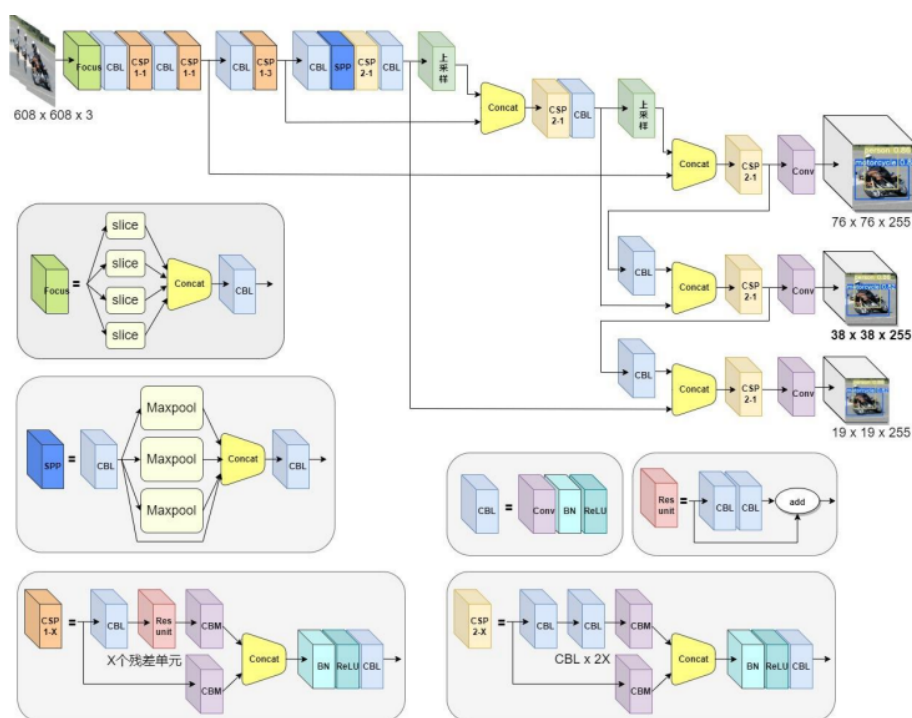 Focus
CBL
CSP
1-1
CBL
CSP
1-1
CBL
CSP
1-3
CBL
SPP
CSP
2-1
CBL
上采样
608 x 608 x 3
Concat
CSP
2-1
CBL
上采样
Concat
CSP
2-1
Conv
person 0.88
motorcycle 0.
76 x 76 x 255
CBL
Concat
CSP
2-1
Conv
38 x 38 x 255
CBL
Concat
CSP
2-1
Conv
19 x 19 x 255
Focus
=
slice
slice
slice
slice
Concat
CBL
SPP
=
CBL
Maxpool
Maxpool
Maxpool
Concat
CBL
CBL
=
Conv
BN
ReLU
Res
unit
=
CBL
CBL
add
CSP
1-X
=
CBL
Res
unit
CBM
X个残差单元
CBM
Concat
BN
ReLU
CBL
CSP
2-X
=
CBL
CBL
CBM
CBL x 2X
CBM
Concat
BN
ReLU
CBL